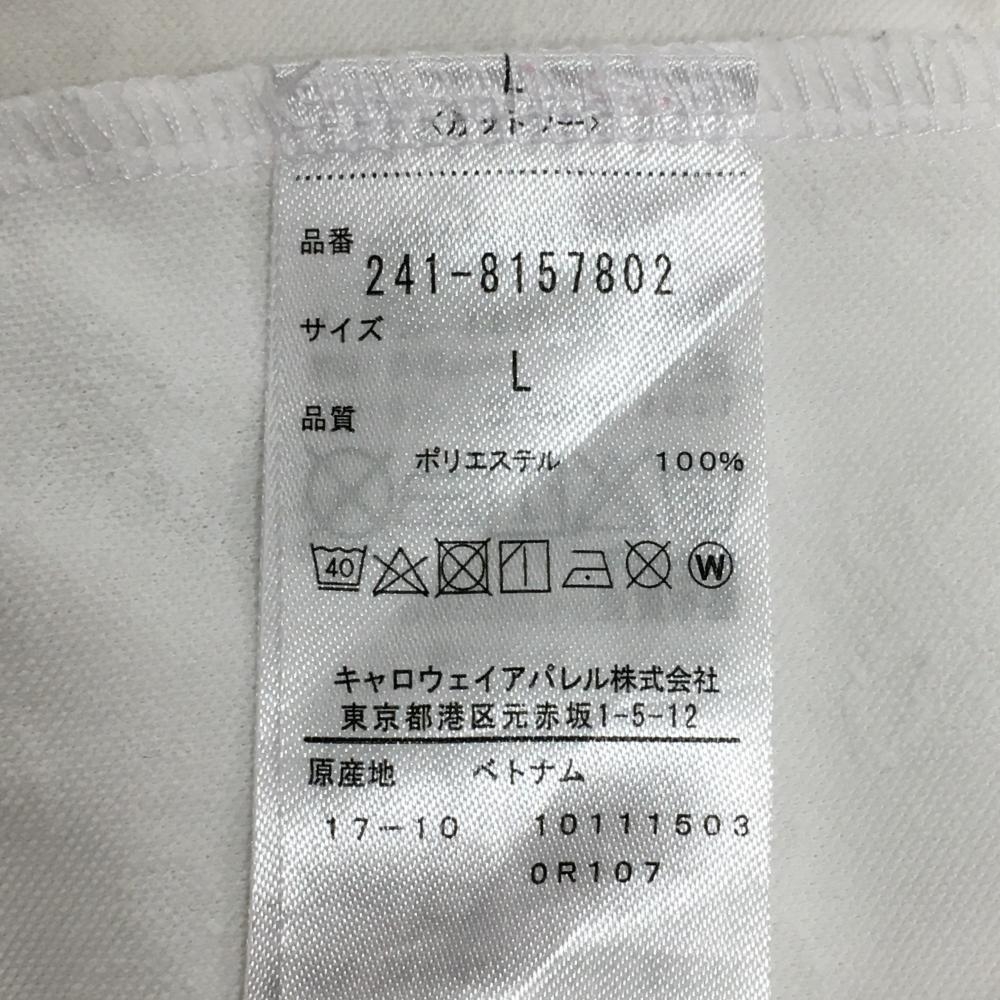 L
〈カットソー〉
品番
241-8157802
サイズ
L
品質
ポリエステル 100%
40 W
キャロウェイアパレル株式会社
東京都港区元赤坂1-5-12
原産地 ベトナム
17-10 10111503
0R107